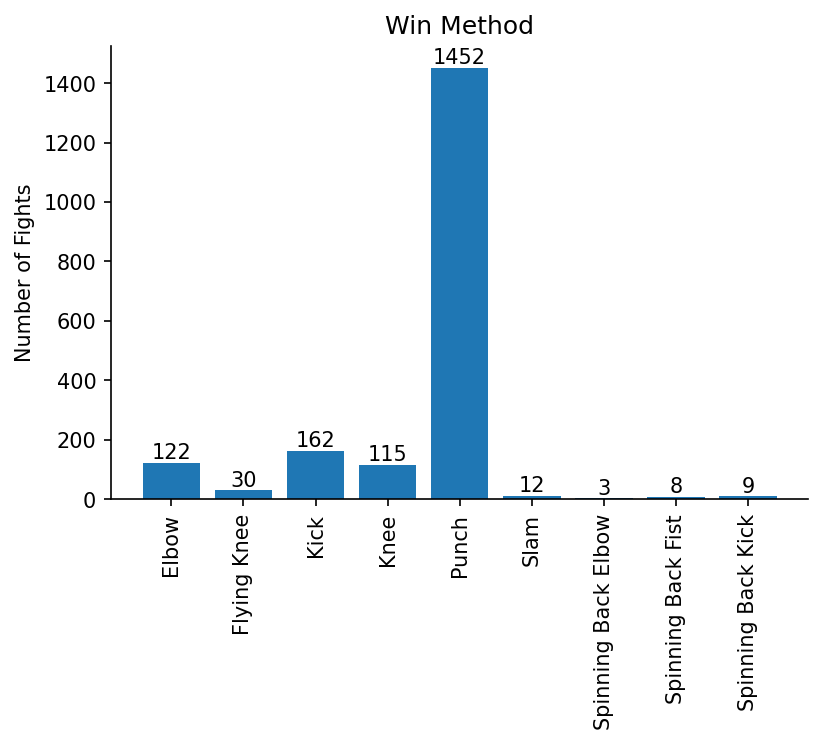 Win Method
Number of Fights
1400
1200
1000
800
600
400
200
0
122
30
162
115
1452
12
3
8
9
Elbow
Flying Knee
Kick
Knee
Punch
Slam
Spinning Back Elbow
Spinning Back Fist
Spinning Back Kick